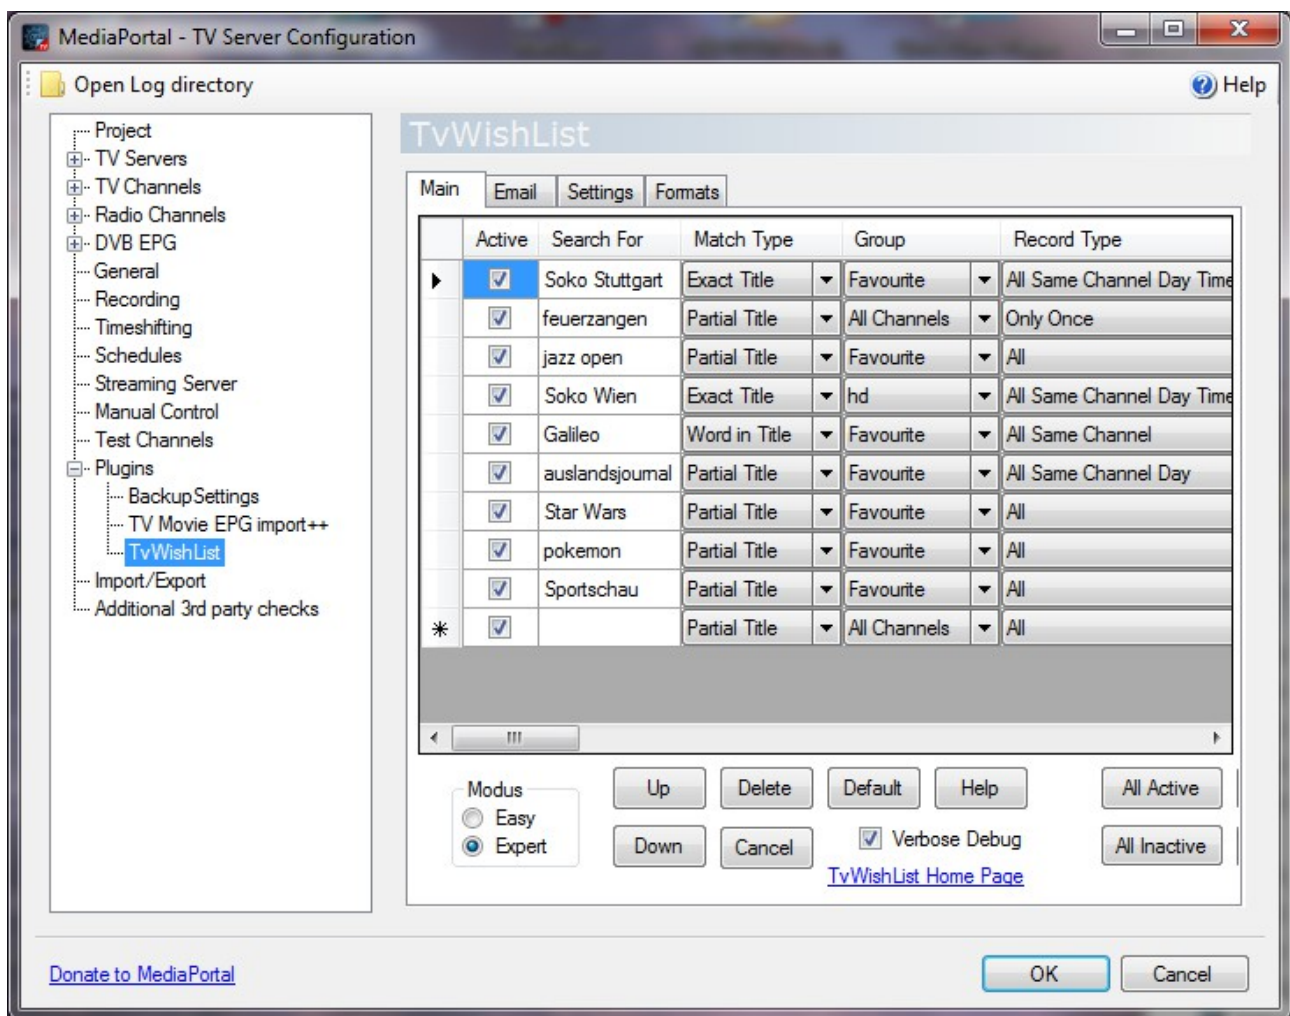 MediaPortal - TV Server Configuration
Open Log directory
Help
Project
TV Servers
TV Channels
Radio Channels
DVB EPG
General
Recording
Timeshifting
Schedules
Streaming Server
Manual Control
Test Channels
Plugins
BackupSettings
TV Movie EPG import++
TvWishList
Import/Export
Additional 3rd party checks
TvWishList
Main Email Settings Formats
Active Search For Match Type Group Record Type
Soko Stuttgart Exact Title Favourite All Same Channel Day Time
feuerzangen Partial Title All Channels Only Once
jazz open Partial Title Favourite All
Soko Wien Exact Title hd All Same Channel Day Time
Galileo Word in Title Favourite All Same Channel
auslandsjournal Partial Title Favourite All Same Channel Day
Star Wars Partial Title Favourite All
pokemon Partial Title Favourite All
Sportschau Partial Title Favourite All
Partial Title All Channels All
Modus
Easy
Expert
Up Delete Default Help All Active
Down Cancel Verbose Debug All Inactive
TvWishList Home Page
Donate to MediaPortal
OK Cancel